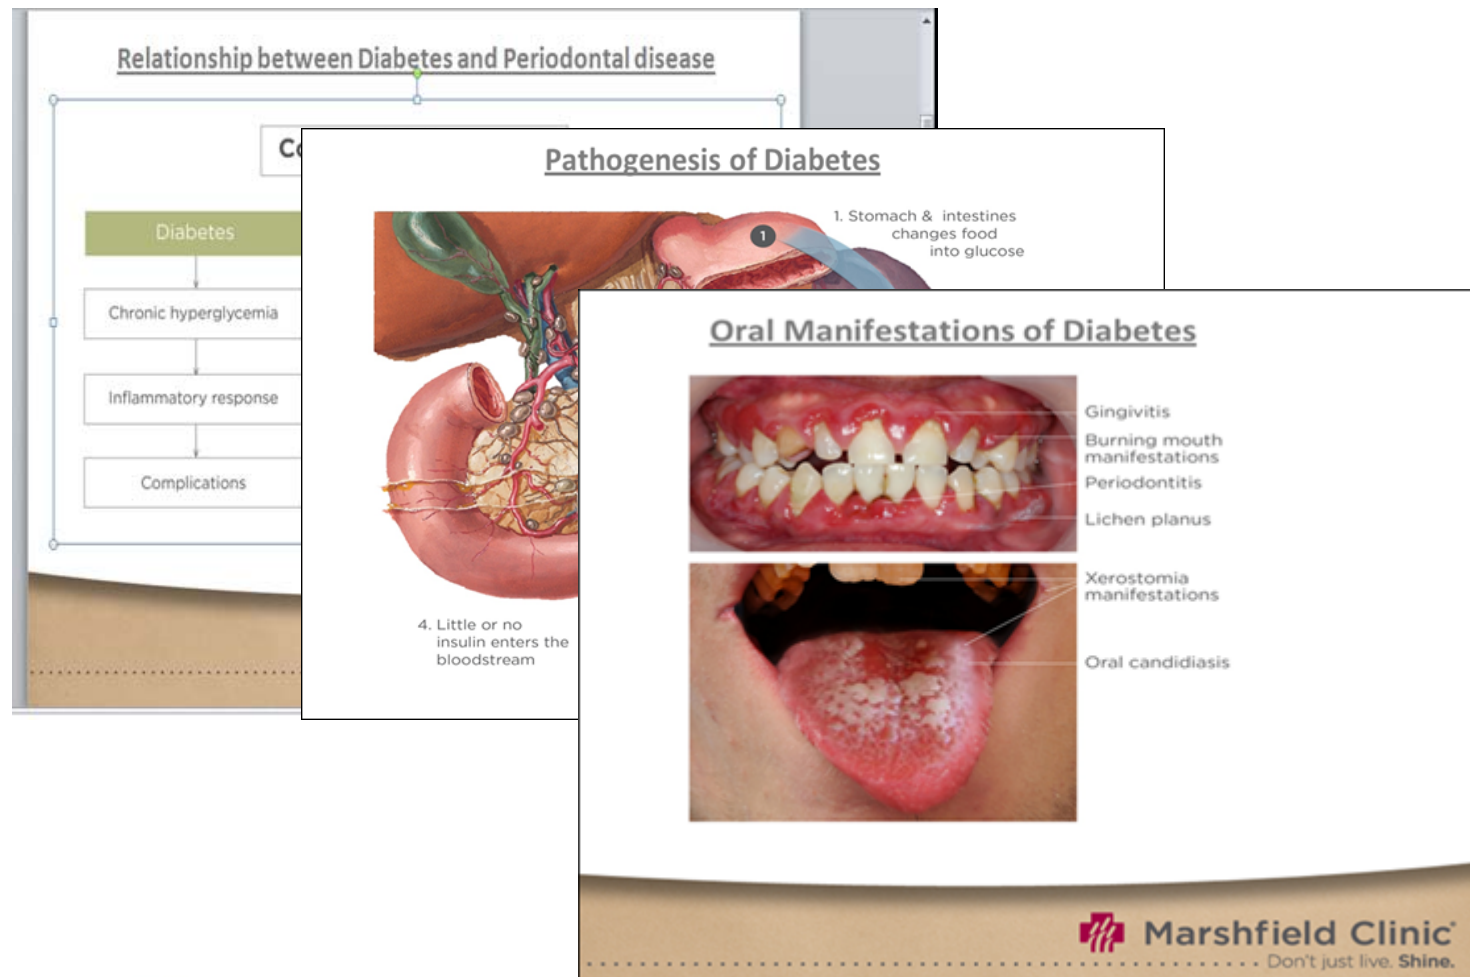 Relationship between Diabetes and Periodontal disease
Diabetes
Chronic hyperglycemia
Inflammatory response
Complications
Pathogenesis of Diabetes
1
1. Stomach & intestines
changes food
into glucose
4. Little or no
insulin enters the
bloodstream
Oral Manifestations of Diabetes
Gingivitis
Burning mouth
manifestations
Periodontitis
Lichen planus
Xerostomia
manifestations
Oral candidiasis
Marshfield Clinic
Don't just live. Shine.